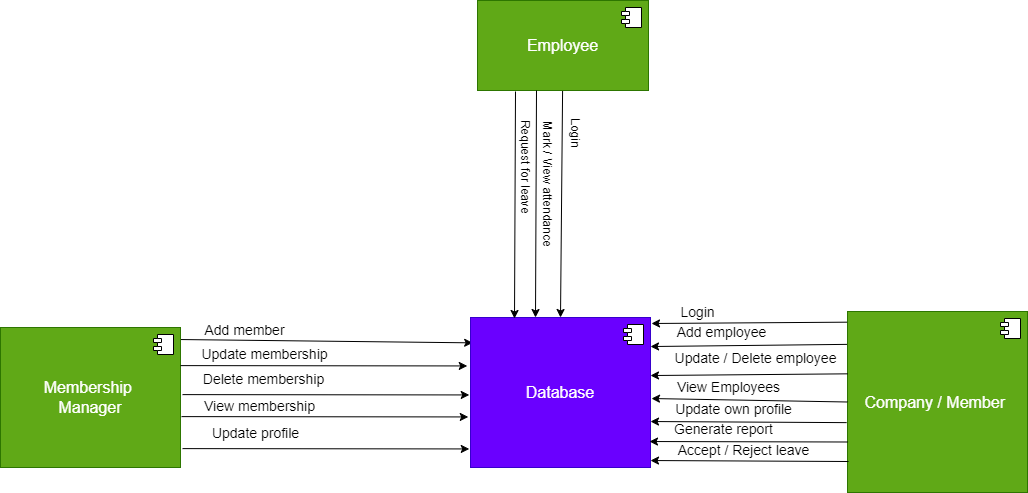 Employee
Request for leave
Mark / View attendance
Login
Membership
Manager
Add member
Update membership
Delete membership
View membership
Update profile
Database
Login
Add employee
Update / Delete employee
View Employees
Update own profile
Generate report
Accept / Reject leave
Company / Member